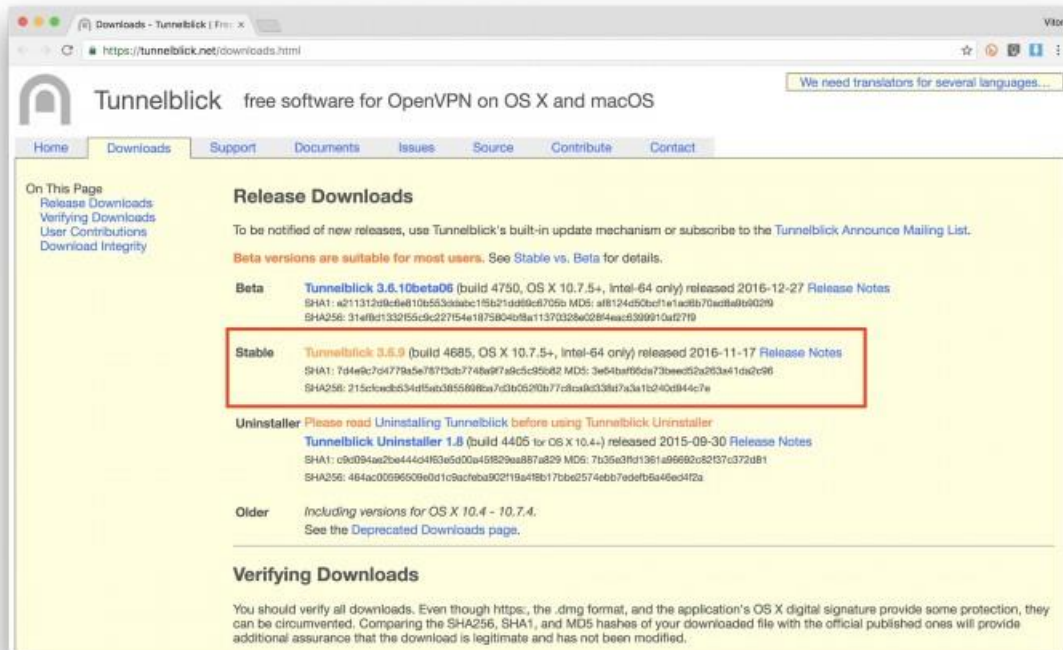 Downloads - Tunnelblick | Free
Vitor
https://tunnelblick.net/downloads.html
We need translators for several languages...
Tunnelblick free software for OpenVPN on OS X and macOS
Home Downloads Support Documents Issues Source Contribute Contact
On This Page
Release Downloads
Verifying Downloads
User Contributions
Download Integrity
Release Downloads
To be notified of new releases, use Tunnelblick's built-in update mechanism or subscribe to the Tunnelblick Announce Mailing List.
Beta versions are suitable for most users. See Stable vs. Beta for details.
Beta Tunnelblick 3.6.10beta06 (build 4750, OS X 10.7.5+, Intel-64 only) released 2016-12-27 Release Notes
SHA1: MD5:
SHA256:
Stable Tunnelblick 3.6.9 (build 4685, OS X 10.7.5+, Intel-64 only) released 2016-11-17 Release Notes
SHA1: MD5:
SHA256:
Uninstaller Please read Uninstalling Tunnelblick before using Tunnelblick Uninstaller
Tunnelblick Uninstaller 1.8 (build 4405 for OS X 10.4+) released 2015-09-30 Release Notes
SHA1: MD5:
SHA256:
Older Including versions for OS X 10.4 - 10.7.4.
See the Deprecated Downloads page.
Verifying Downloads
You should verify all downloads. Even though https:, the .dmg format, and the application's OS X digital signature provide some protection, they
can be circumvented. Comparing the SHA256, SHA1, and MD5 hashes of your downloaded file with the official published ones will provide
additional assurance that the download is legitimate and has not been modified.